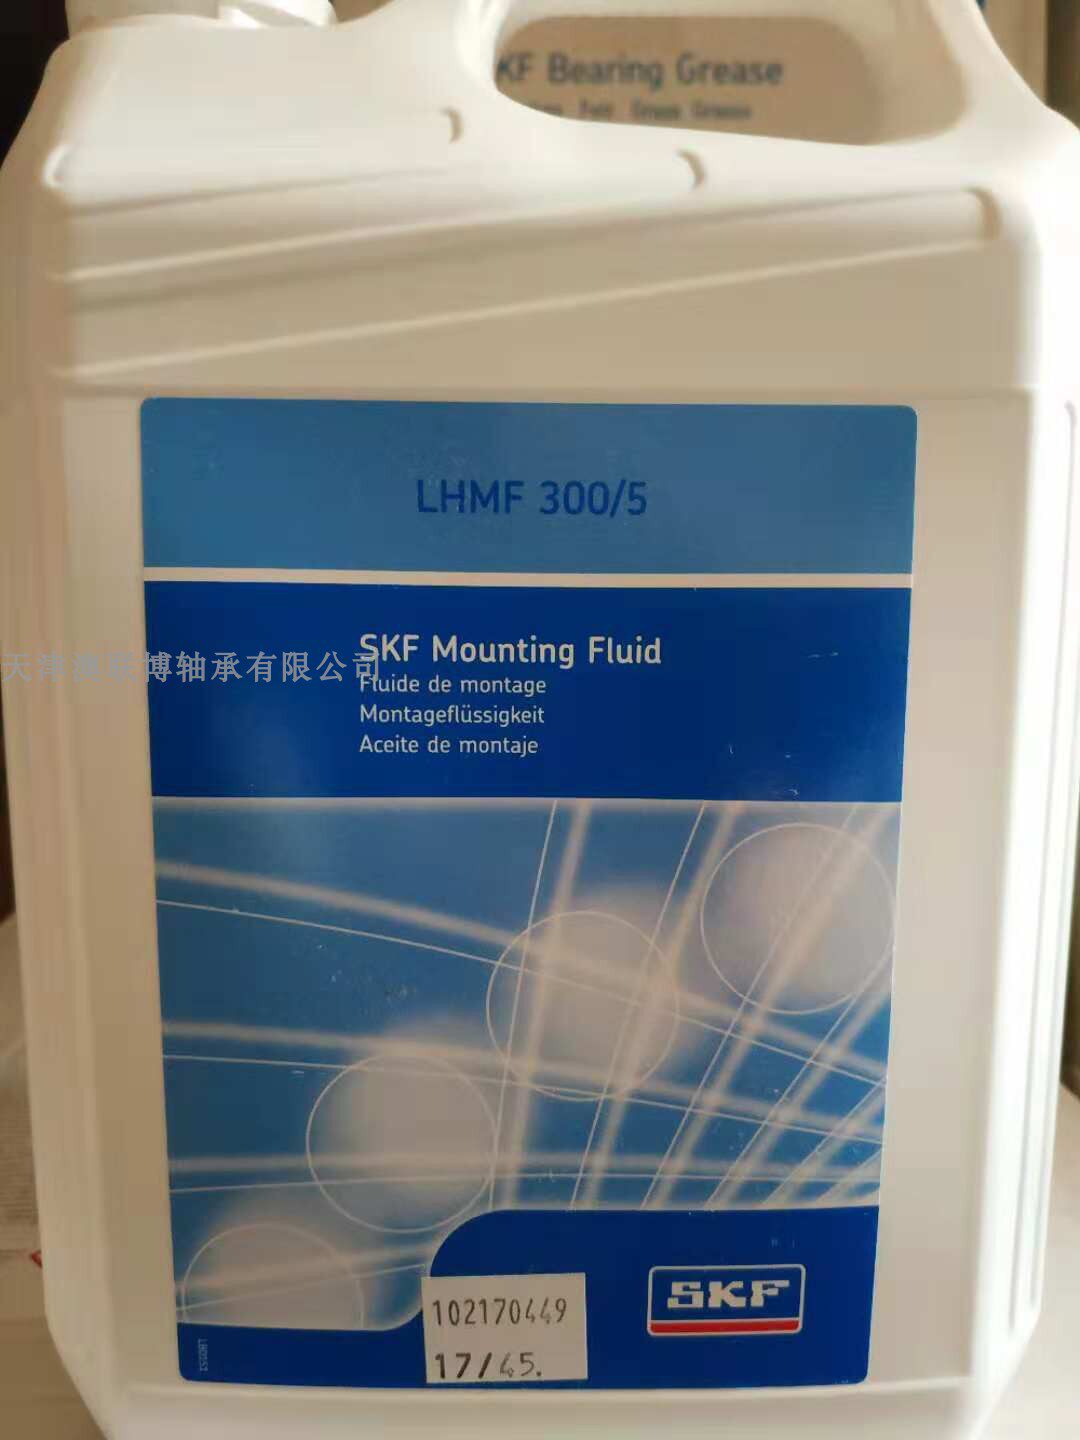 KF Bearing Grease
LHMF 300/5
SKF Mounting Fluid
Fluide de montage
Montageflüssigkeit
Aceite de montaje
天津澳联博轴承有限公司
SKF
102170449
17/45.